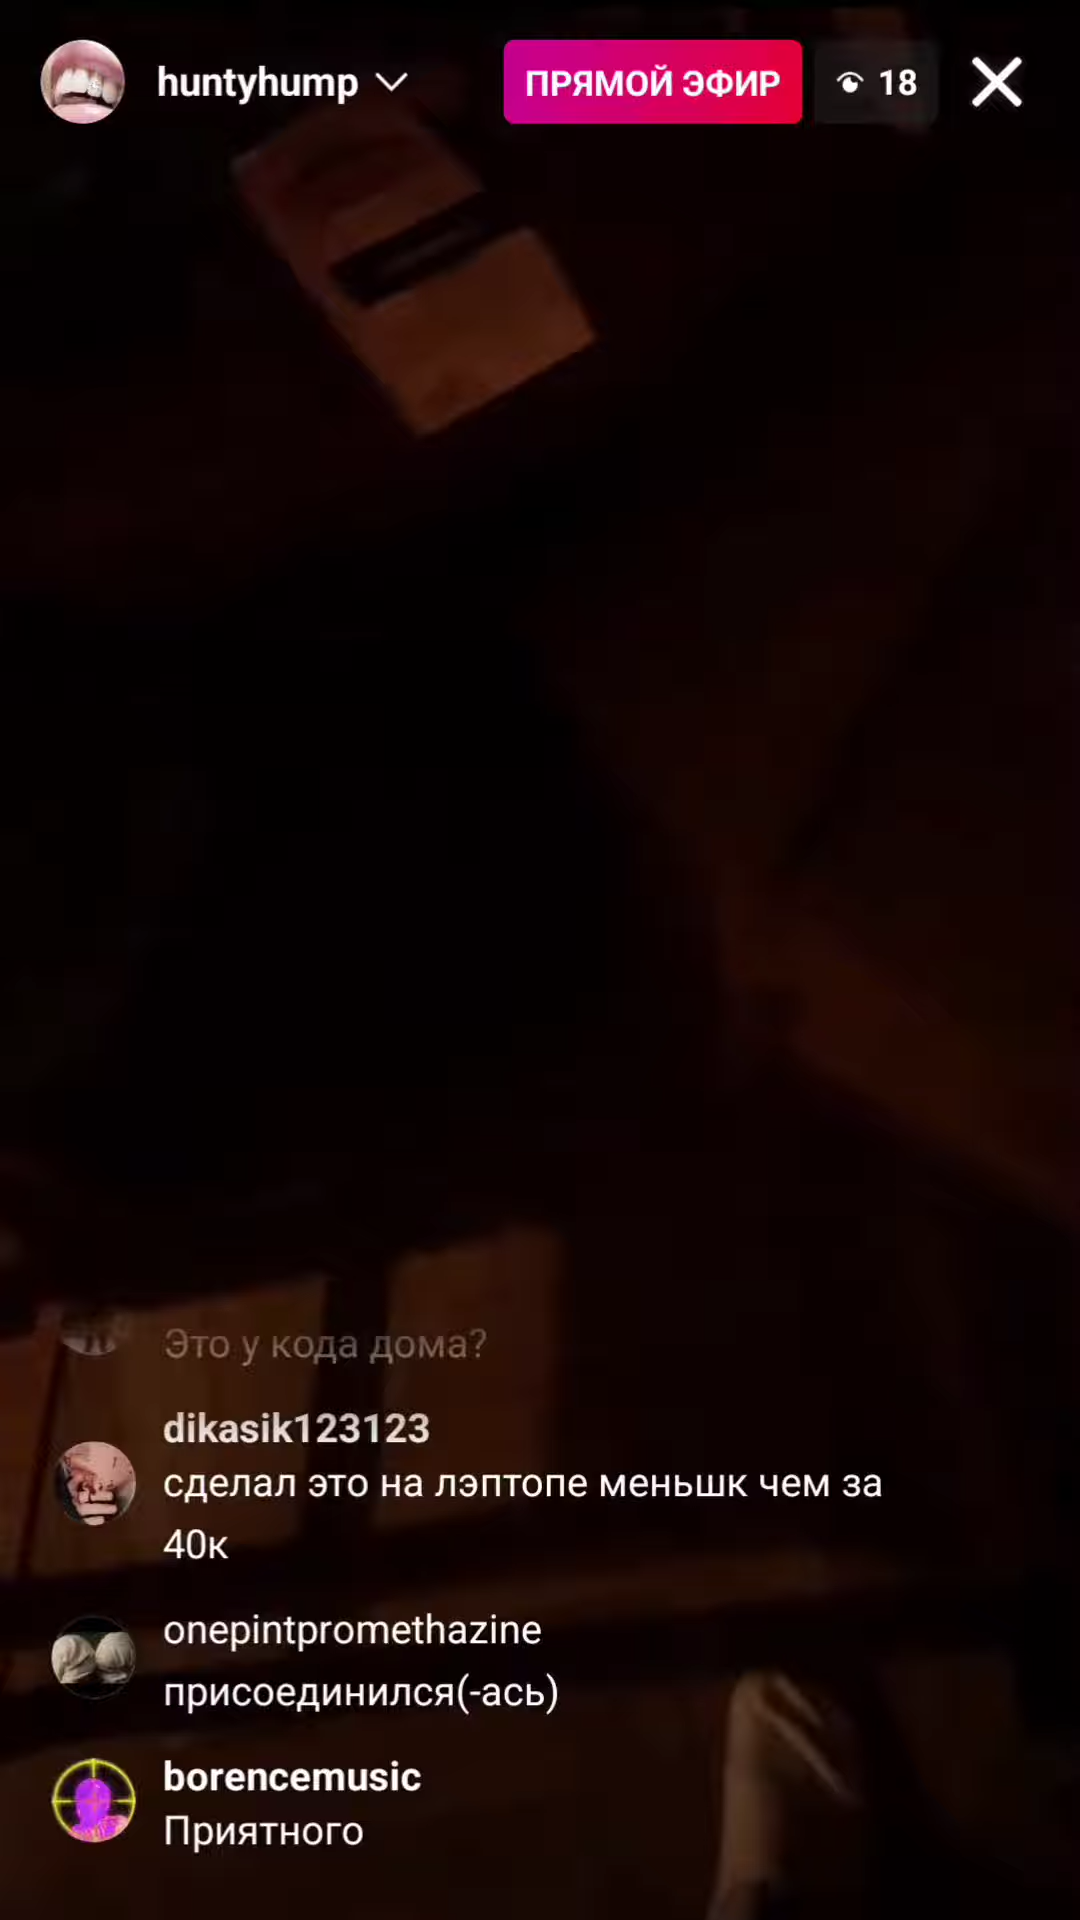 huntyhump
ПРЯМОЙ ЭФИР
18
Это у кода дома?
dikasik123123
сделал это на лэптопе меньшк чем за
40к
onepintpromethazine
присоединился(-ась)
borencemusic
Приятного